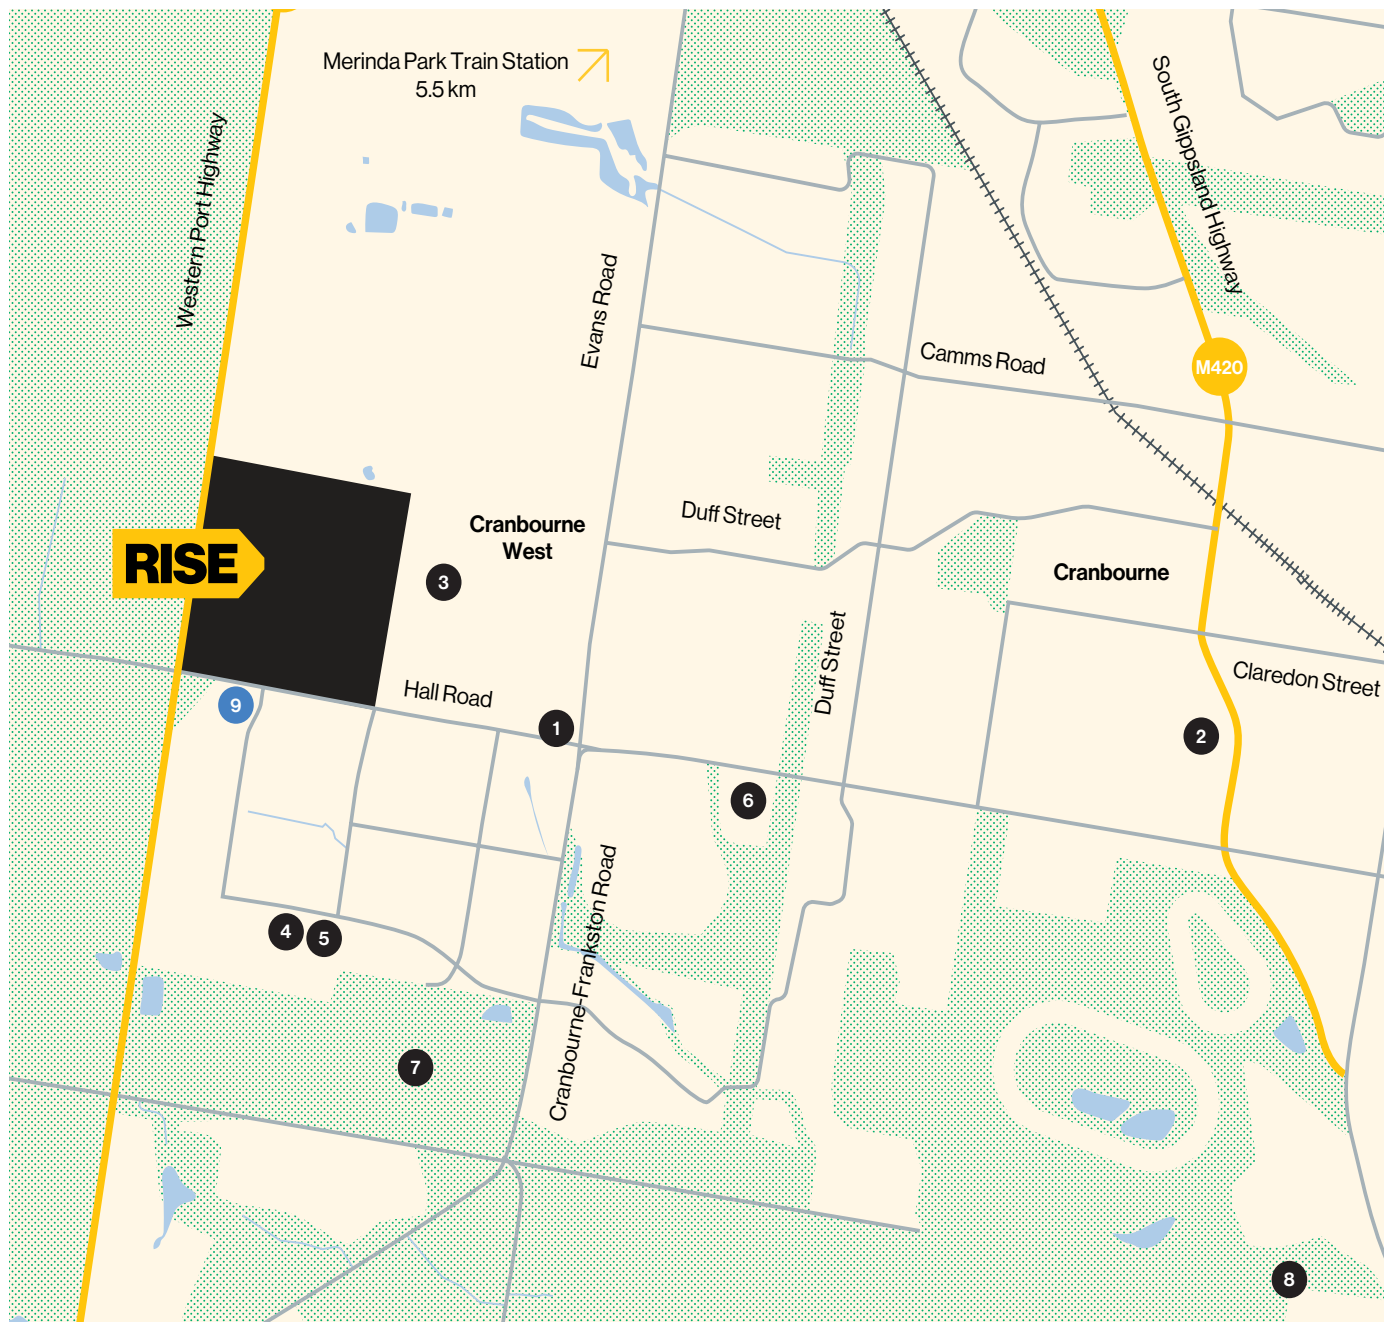 Merinda Park Train Station
5.5 km
Western Port Highway
South Gippsland Highway
Evans Road
Camms Road
M420
RISE
Cranbourne
West
Duff Street
3
Cranbourne
Duff Street
Claredon Street
Hall Road
9
1
2
6
Cranbourne-Frankston Road
4
5
7
8